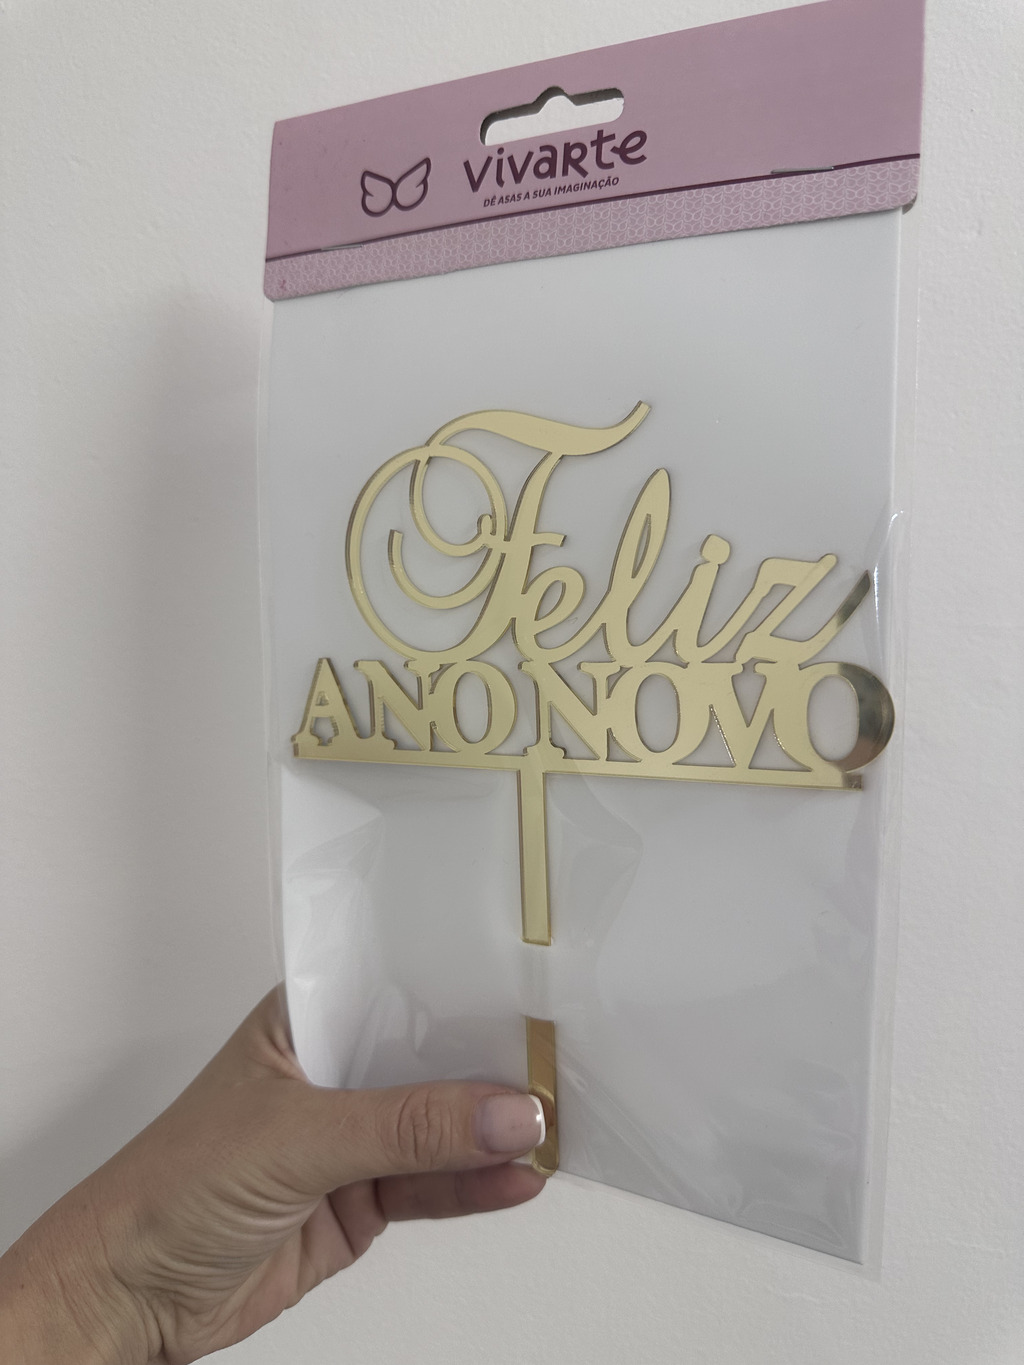 vivarte
DÊ ASAS A SUA IMAGINAÇÃO
Feliz
ANO NOVO